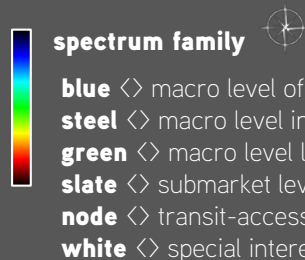 spectrum family
blue <> macro level of
steel <> macro level in
green <> macro level l
slate <> submarket lev
node <> transit-access
white <> special intere